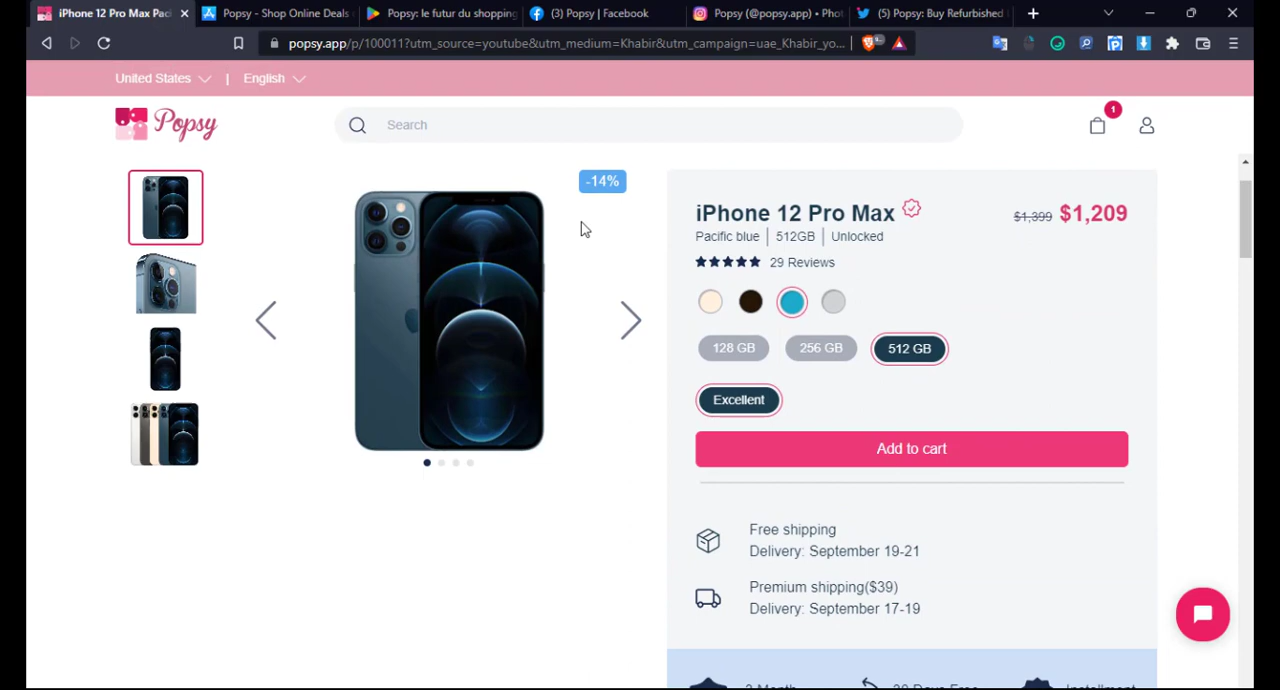 iPhone 12 Pro Max Paci
Popsy - Shop Online Deals
Popsy: le futur du shopping
(3) Popsy | Facebook
Popsy (@popsy.app) • Phot
(5) Popsy: Buy Refurbished
popsy.app/p/100011?utm_source=youtube&utm_medium=Khabir&utm_campaign=uae_Khabir_yo...
United States | English
Popsy
Search
1
-14%
iPhone 12 Pro Max
$1,399 $1,209
Pacific blue | 512GB | Unlocked
29 Reviews
128 GB 256 GB 512 GB
Excellent
Add to cart
Free shipping
Delivery: September 19-21
Premium shipping($39)
Delivery: September 17-19